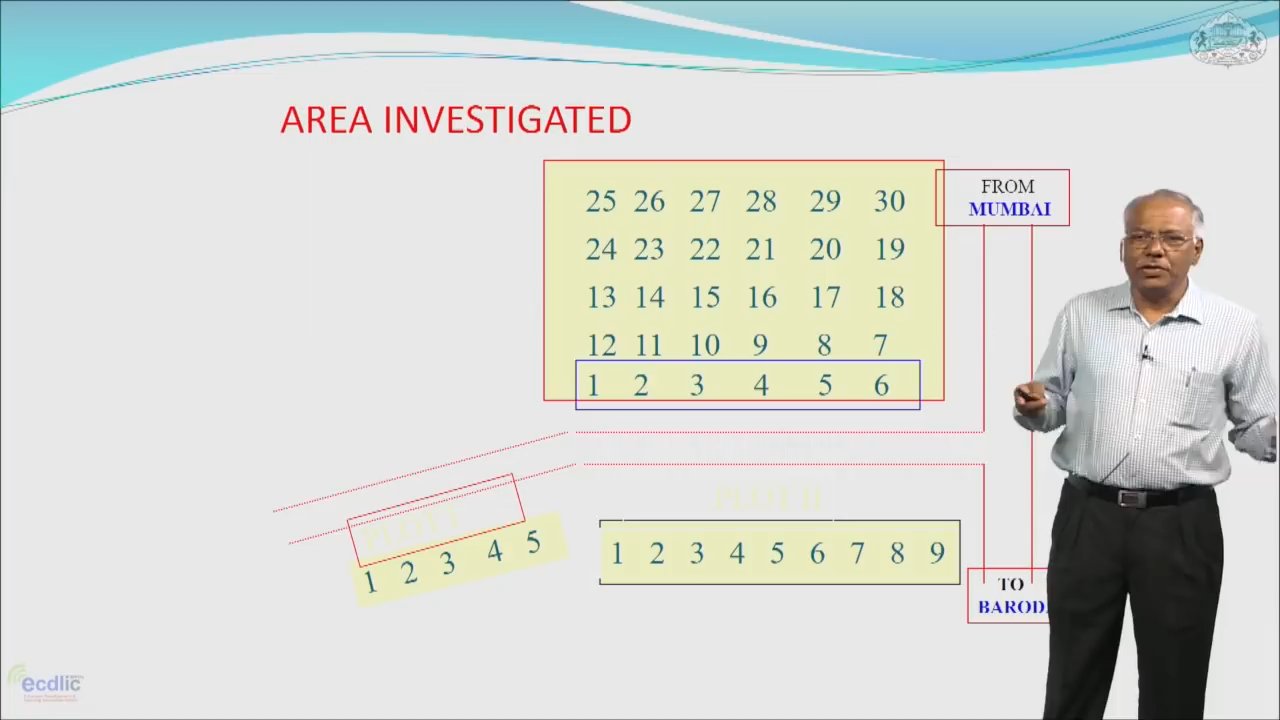 AREA INVESTIGATED
25 26 27 28 29 30
FROM
MUMBAI
24 23 22 21 20 19
13 14 15 16 17 18
12 11 10 9 8 7
1 2 3 4 5 6
PLOT II
PLOT I
1 2 3 4 5
1 2 3 4 5 6 7 8 9
TO
BAROD
ecdlic